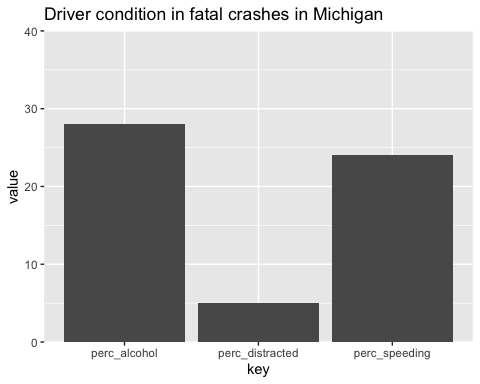 Driver condition in fatal crashes in Michigan
40
30
20
10
0
value
perc_alcohol perc_distracted perc_speeding
key